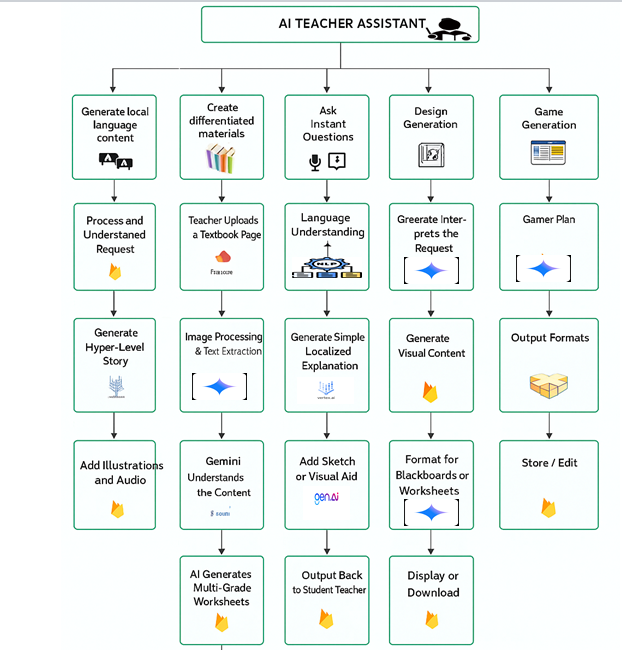 AI TEACHER ASSISTANT
Generate local
language
content
Create
differentiated
materials
Ask
Instant
Ouestions
Design
Generation
Game
Generation
Process and
Understaned
Request
Teacher Uploads
a Textbook Page
Language
Understanding
NLP
Greerate Inter-
prets the
Request
Gamer Plan
Generate
Hyper-Level
Story
Image Processing
& Text Extraction
Generate Simple
Localized
Explanation
Generate
Visual Content
Output Formats
Add Illustrations
and Audio
Gemini
Understands
the Content
Add Sketch
or Visual Aid
gen.ai
Format for
Blackboards or
Worksheets
Store / Edit
AI Generates
Multi-Grade
Worksheets
Output Back
to Student Teacher
Display or
Download